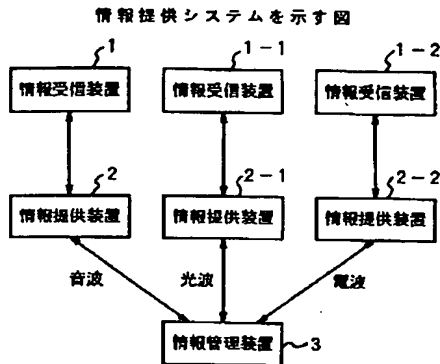 情報提供システムを示す図
1 1-1 1-2
情報受信装置 情報受信装置 情報受信装置
2 2-1 2-2
情報提供装置 情報提供装置 情報提供装置
音波 光波 電波
情報管理装置 3